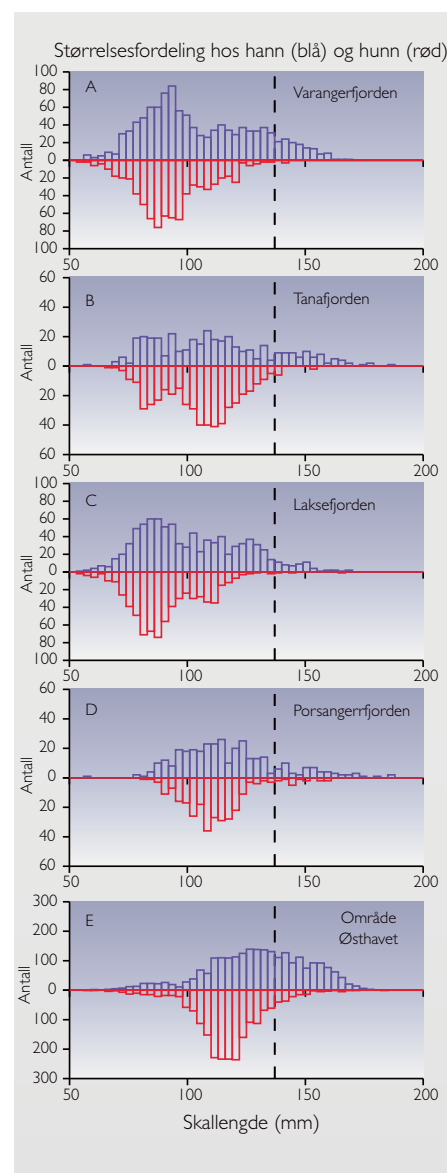 Størrelsesfordeling hos hann (blå) og hunn (rød)
A
Varangerfjorden
Antall
100
80
60
40
20
0
20
40
60
80
100
50 100 150 200
B
Tanafjorden
Antall
60
40
20
0
20
40
60
50 100 150 200
C
Laksefjorden
Antall
100
80
60
40
20
0
20
40
60
80
100
50 100 150 200
D
Porsangerrfjorden
Antall
60
40
20
0
20
40
60
50 100 150 200
E
Område
Østhavet
Antall
300
200
100
0
100
200
300
50 100 150 200
Skallengde (mm)